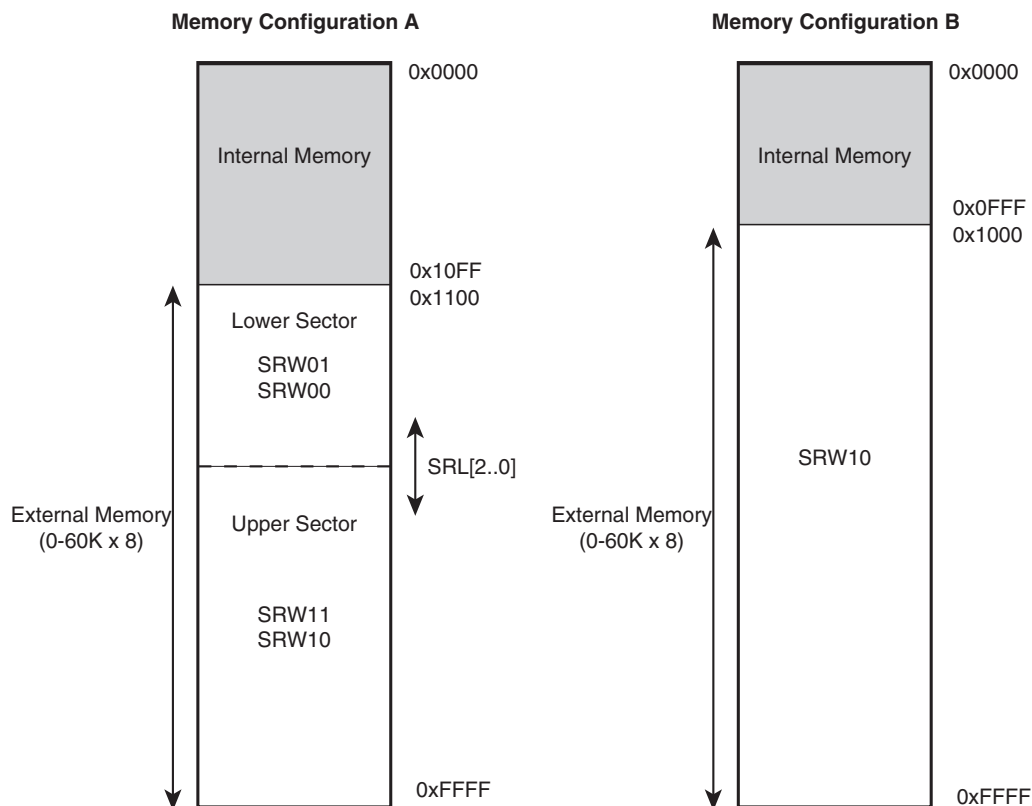 Memory Configuration A
0x0000
Internal Memory
0x10FF
0x1100
Lower Sector
SRW01
SRW00
SRL[2..0]
External Memory
(0-60K x 8)
Upper Sector
SRW11
SRW10
0xFFFF
Memory Configuration B
0x0000
Internal Memory
0x0FFF
0x1000
SRW10
External Memory
(0-60K x 8)
0xFFFF